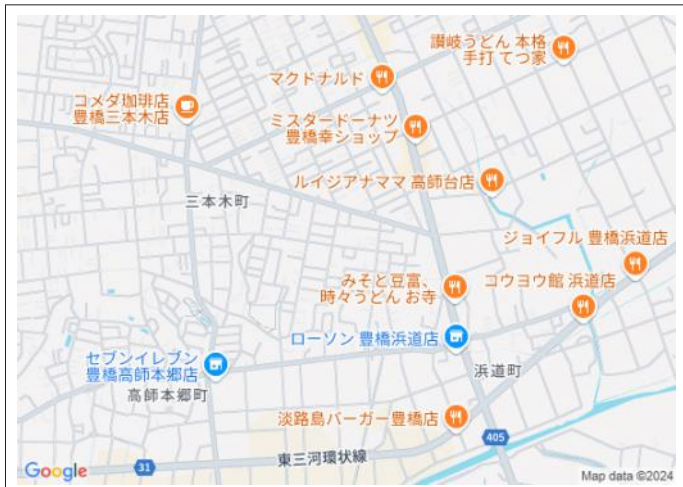 讃岐うどん 本格
手打 てつ家
マクドナルド
コメダ珈琲店
豊橋三本木店
ミスタードーナツ
豊橋幸ショップ
ルイジアナママ 高師台店
三本木町
ジョイフル 豊橋浜道店
みそと豆富、
時々うどん お寺
コウヨウ館 浜道店
ローソン 豊橋浜道店
セブンイレブン
豊橋高師本郷店
浜道町
高師本郷町
淡路島バーガー豊橋店
405
東三河環状線
31
Google
Map data ©2024